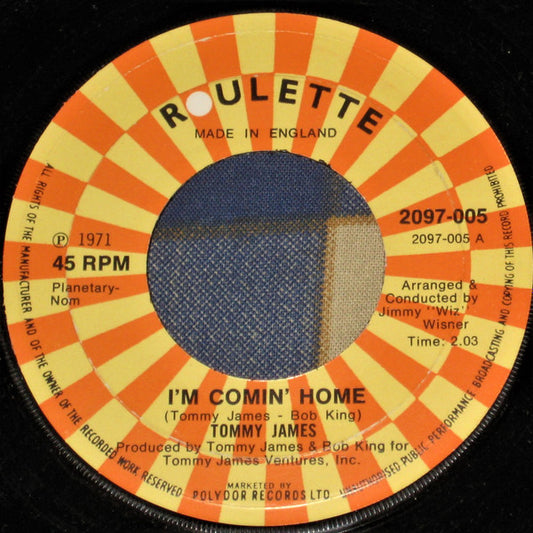 ROULETTE
MADE IN ENGLAND
ALL RIGHTS OF THE MANUFACTURER AND OF THE OWNER OF THE RECORDED WORK RESERVED
UNAUTHORISED PUBLIC PERFORMANCE BROADCASTING AND COPYING OF THIS RECORD PROHIBITED
Ⓟ 1971
45 RPM
Planetary-
Nom
2097-005
2097-005 A
Arranged &
Conducted by
Jimmy "Wiz"
Wisner
Time: 2.03
I'M COMIN' HOME
(Tommy James - Bob King)
TOMMY JAMES
Produced by Tommy James & Bob King for
Tommy James Ventures, Inc.
MARKETED BY
POLYDOR RECORDS LTD.